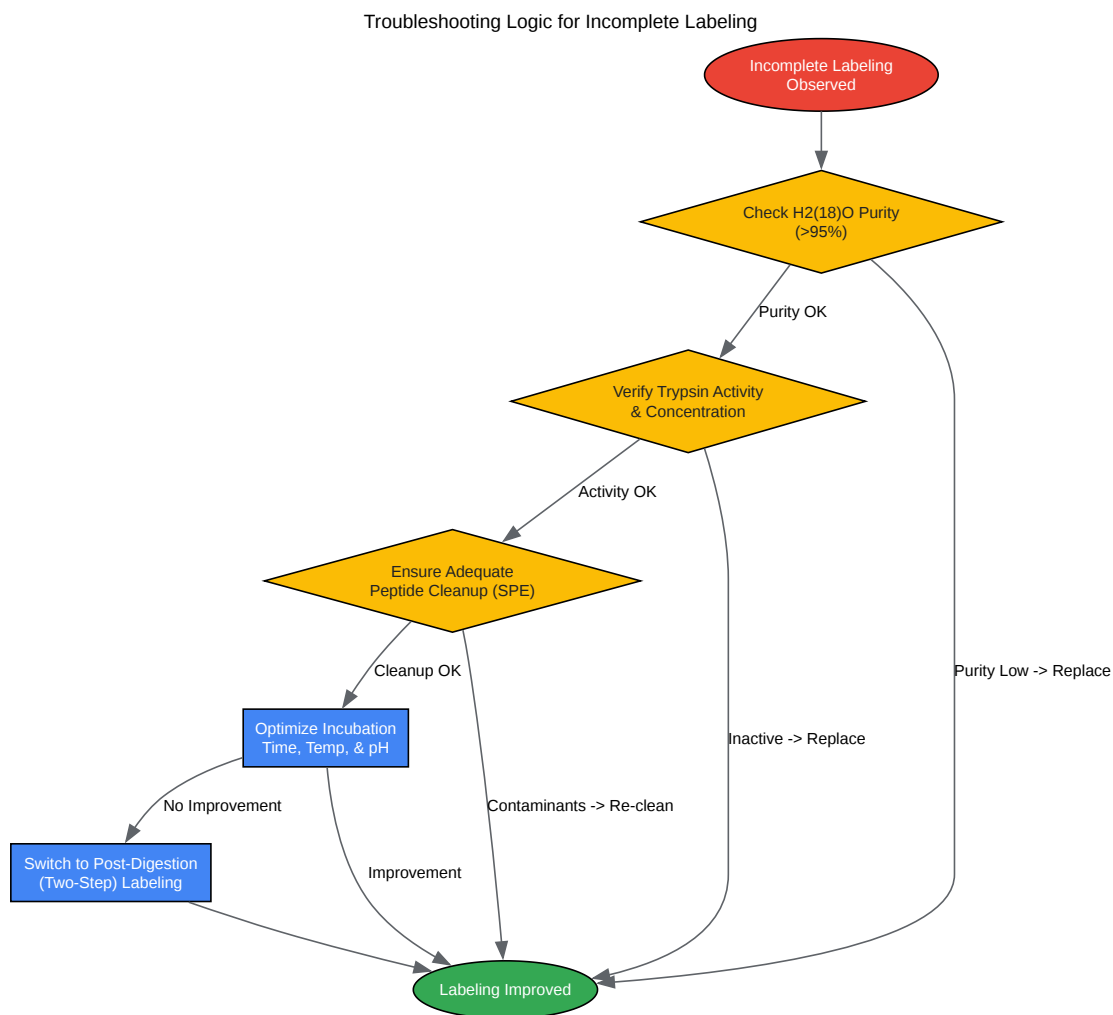 Troubleshooting Logic for Incomplete Labeling
Incomplete Labeling
Observed
Check H2(18)O Purity
(>95%)
Purity OK
Verify Trypsin Activity
& Concentration
Activity OK
Ensure Adequate
Peptide Cleanup (SPE)
Cleanup OK
Purity Low -> Replace
Optimize Incubation
Time, Temp, & pH
Inactive -> Replace
No Improvement
Contaminants -> Re-clean
Switch to Post-Digestion
(Two-Step) Labeling
Improvement
Labeling Improved